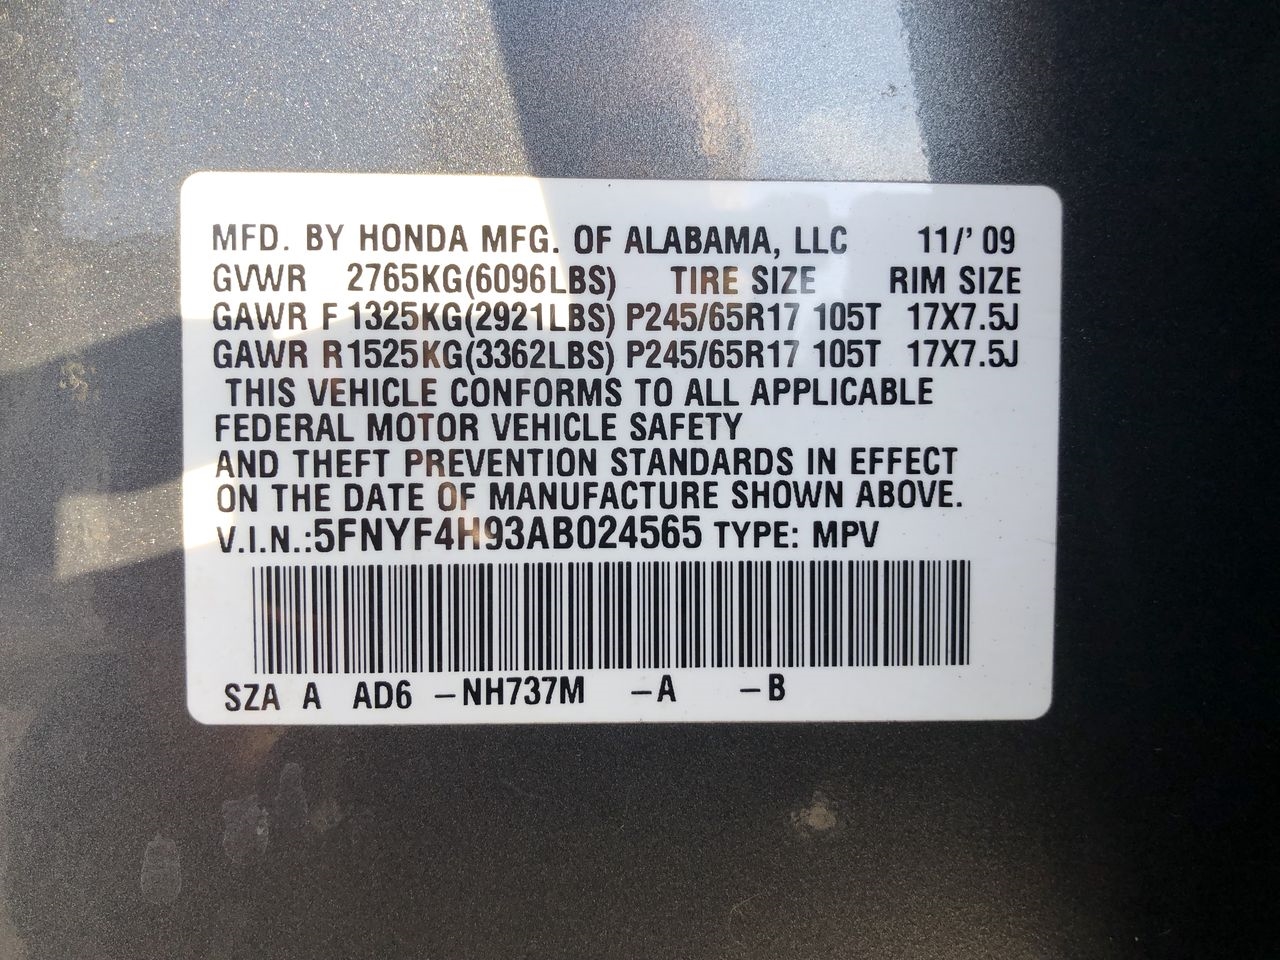 MFD. BY HONDA MFG. OF ALABAMA, LLC 11/' 09
GVWR 2765KG(6096LBS) TIRE SIZE RIM SIZE
GAWR F 1325KG(2921LBS) P245/65R17 105T 17X7.5J
GAWR R 1525KG(3362LBS) P245/65R17 105T 17X7.5J
THIS VEHICLE CONFORMS TO ALL APPLICABLE
FEDERAL MOTOR VEHICLE SAFETY
AND THEFT PREVENTION STANDARDS IN EFFECT
ON THE DATE OF MANUFACTURE SHOWN ABOVE.
V.I.N.:5FNYF4H93AB024565 TYPE: MPV
SZA A AD6 –NH737M –A –B